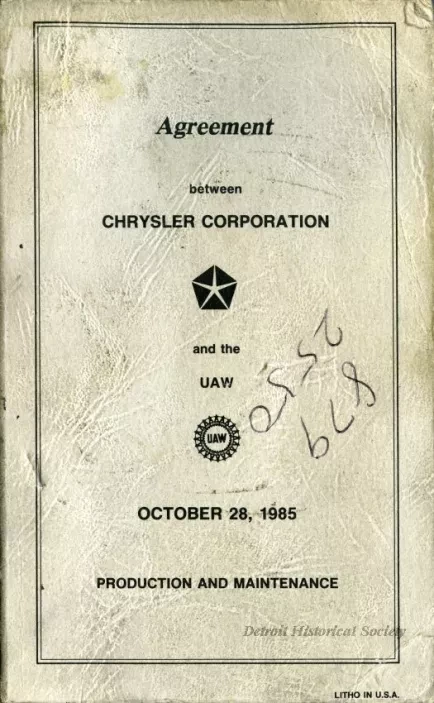 Agreement
between
CHRYSLER CORPORATION
and the
UAW
UAW
OCTOBER 28, 1985
PRODUCTION AND MAINTENANCE
Detroit Historical Society
LITHO IN U.S.A.